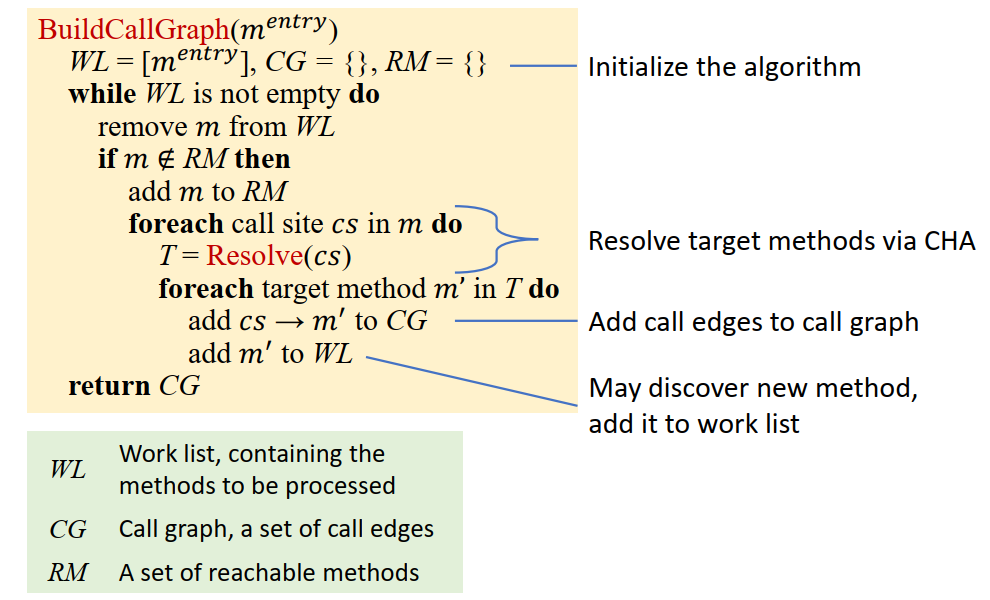 BuildCallGraph(m^entry)
WL = [m^entry], CG = {}, RM = {}
Initialize the algorithm
while WL is not empty do
remove m from WL
if m ∉ RM then
add m to RM
foreach call site cs in m do
T = Resolve(cs)
Resolve target methods via CHA
foreach target method m' in T do
add cs → m' to CG
Add call edges to call graph
add m' to WL
May discover new method,
add it to work list
return CG
WL Work list, containing the
methods to be processed
CG Call graph, a set of call edges
RM A set of reachable methods